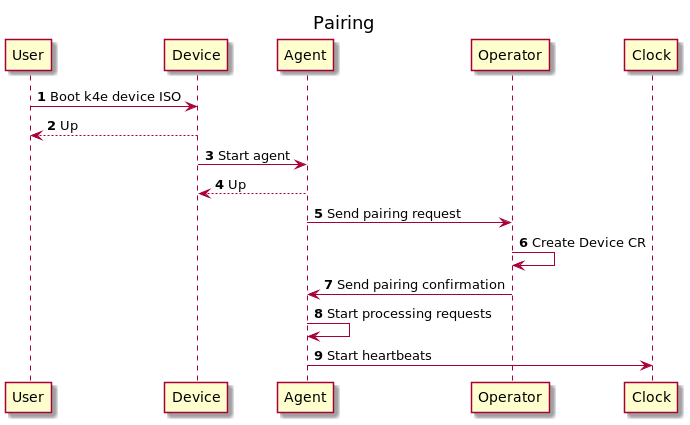 Pairing
User Device Agent Operator Clock
1 Boot k4e device ISO
2 Up
3 Start agent
4 Up
5 Send pairing request
6 Create Device CR
7 Send pairing confirmation
8 Start processing requests
9 Start heartbeats
User Device Agent Operator Clock